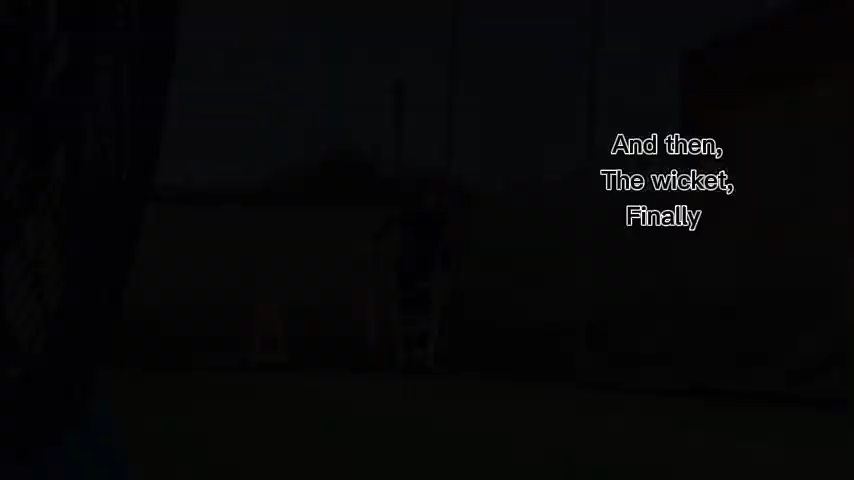 And then,
The wicket,
Finally